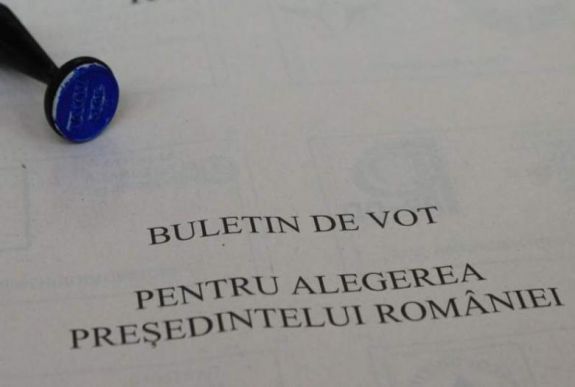 BULETIN DE VOT
PENTRU ALEGEREA
PREŞEDINTELUI ROMÂNIEI